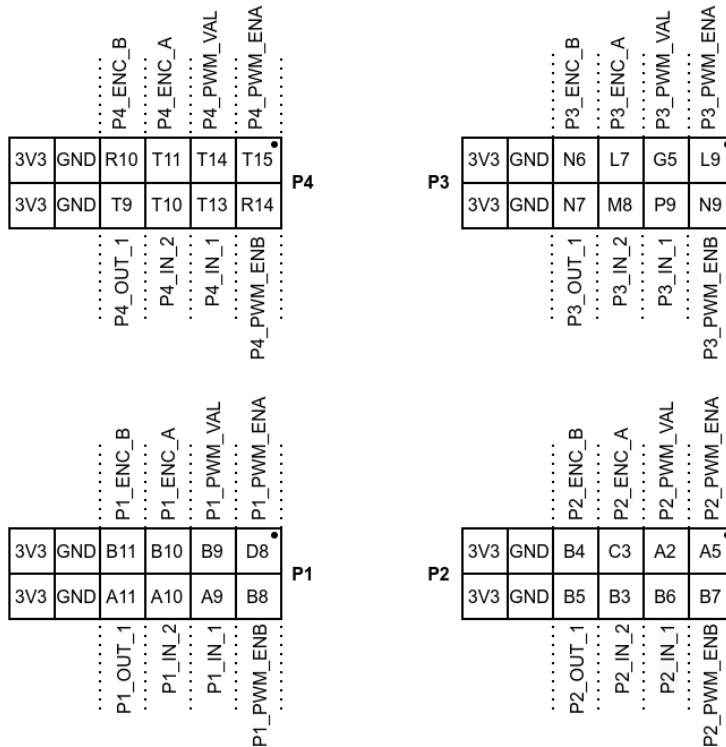 P4_ENC_B P4_ENC_A P4_PWM_VAL P4_PWM_ENA
3V3 GND R10 T11 T14 T15
3V3 GND T9 T10 T13 R14
P4
P4_OUT_1 P4_IN_2 P4_IN_1 P4_PWM_ENB
P3_ENC_B P3_ENC_A P3_PWM_VAL P3_PWM_ENA
P3
3V3 GND N6 L7 G5 L9
3V3 GND N7 M8 P9 N9
P3_OUT_1 P3_IN_2 P3_IN_1 P3_PWM_ENB
P1_ENC_B P1_ENC_A P1_PWM_VAL P1_PWM_ENA
3V3 GND B11 B10 B9 D8
3V3 GND A11 A10 A9 B8
P1
P1_OUT_1 P1_IN_2 P1_IN_1 P1_PWM_ENB
P2_ENC_B P2_ENC_A P2_PWM_VAL P2_PWM_ENA
P2
3V3 GND B4 C3 A2 A5
3V3 GND B5 B3 B6 B7
P2_OUT_1 P2_IN_2 P2_IN_1 P2_PWM_ENB